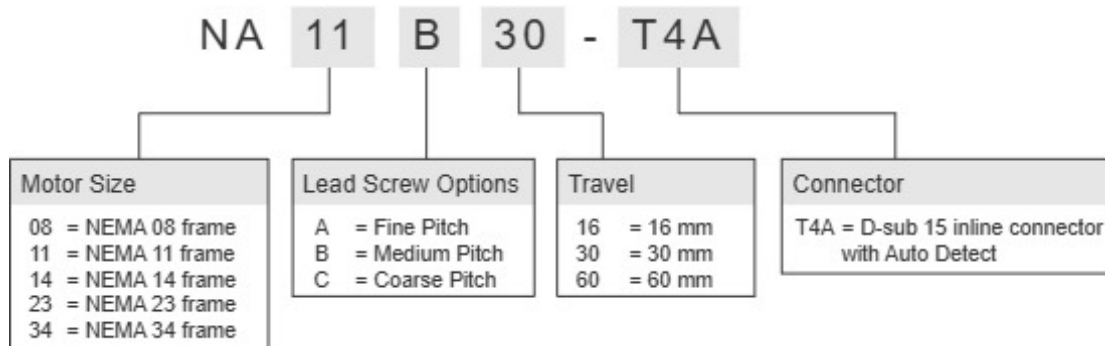 NA 11 B 30 - T4A
Motor Size
08 = NEMA 08 frame
11 = NEMA 11 frame
14 = NEMA 14 frame
23 = NEMA 23 frame
34 = NEMA 34 frame
Lead Screw Options
A = Fine Pitch
B = Medium Pitch
C = Coarse Pitch
Travel
16 = 16 mm
30 = 30 mm
60 = 60 mm
Connector
T4A = D-sub 15 inline connector
with Auto Detect